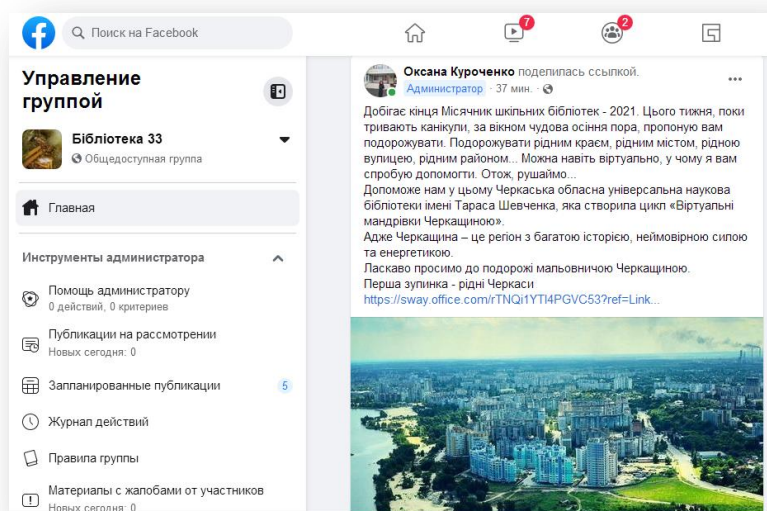 Поиск на Facebook
7
2
Управление
группой
Бібліотека 33
Общедоступная группа
Главная
Инструменты администратора
Помощь администратору
0 действий, 0 критериев
Публикации на рассмотрении
Новых сегодня: 0
Запланированные публикации
5
Журнал действий
Правила группы
Материалы с жалобами от участников
Новых сегодня: 0
Оксана Куроченко поделилась ссылкой.
Администратор · 37 мин. ·
Добігає кінця Місячник шкільних бібліотек - 2021. Цього тижня, поки
тривають канікули, за вікном чудова осіння пора, пропоную вам
подорожувати. Подорожувати рідним краєм, рідним містом, рідною
вулицею, рідним районом... Можна навіть віртуально, у чому я вам
спробую допомогти. Отож, рушаймо...
Допоможе нам у цьому Черкаська обласна універсальна наукова
бібліотеки імені Тараса Шевченка, яка створила цикл «Віртуальні
мандрівки Черкащиною».
Адже Черкащина – це регіон з багатою історією, неймовірною силою
та енергетикою.
Ласкаво просимо до подорожі мальовничою Черкащиною.
Перша зупинка - рідні Черкаси
https://sway.office.com/rTNQi1YTl4PGVC53?ref=Link...